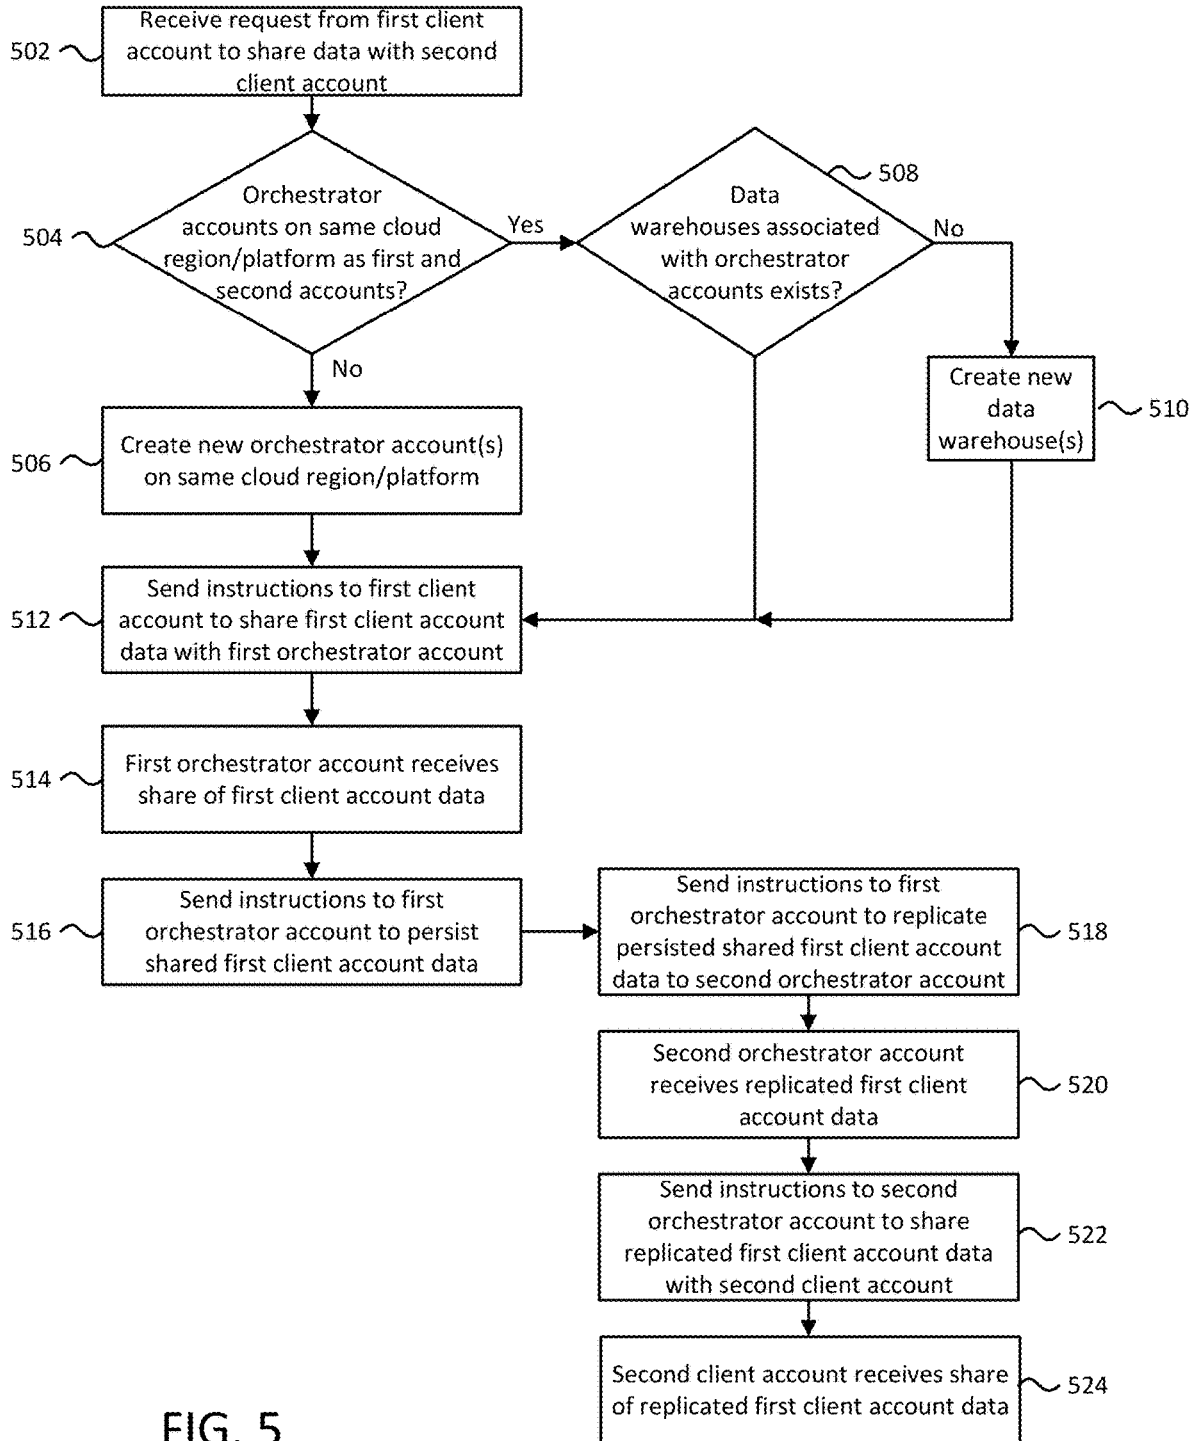 Receive request from first client
account to share data with second
client account
502
Orchestrator
accounts on same cloud
region/platform as first and
second accounts?
504
Yes
No
Data
warehouses associated
with orchestrator
accounts exists?
508
No
Create new
data
warehouse(s)
510
Create new orchestrator account(s)
on same cloud region/platform
506
Send instructions to first client
account to share first client account
data with first orchestrator account
512
First orchestrator account receives
share of first client account data
514
Send instructions to first
orchestrator account to persist
shared first client account data
516
Send instructions to first
orchestrator account to replicate
persisted shared first client account
data to second orchestrator account
518
Second orchestrator account
receives replicated first client
account data
520
Send instructions to second
orchestrator account to share
replicated first client account data
with second client account
522
Second client account receives share
of replicated first client account data
524
FIG. 5